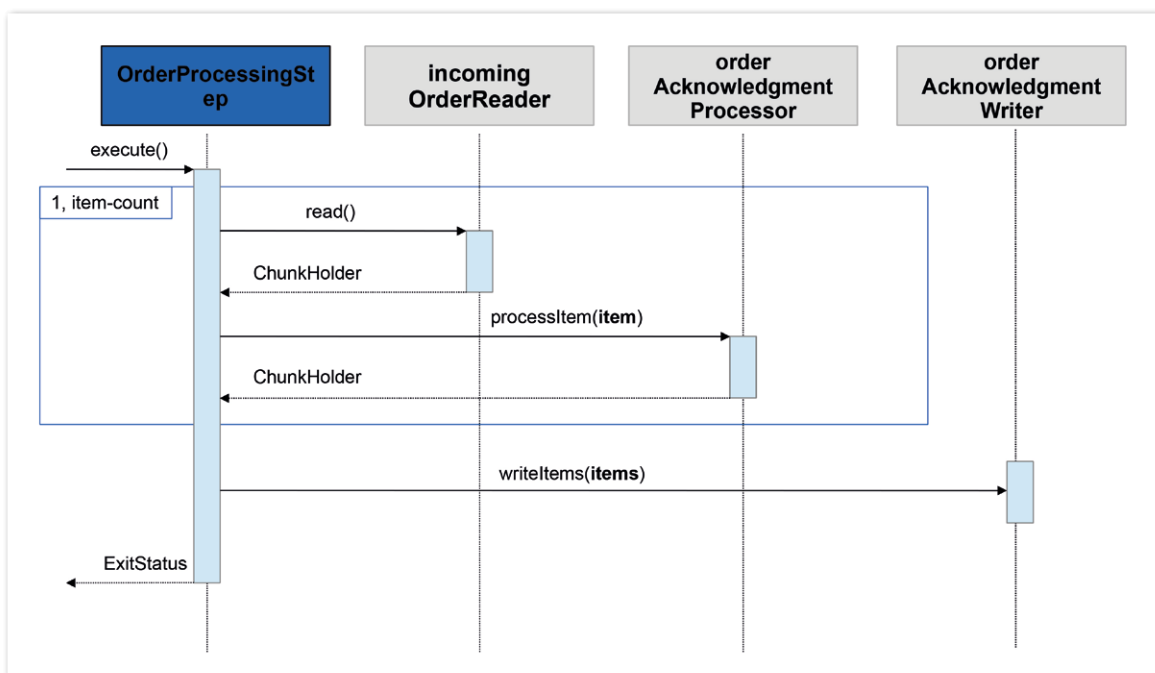 OrderProcessingSt
ep
incoming
OrderReader
order
Acknowledgment
Processor
order
Acknowledgment
Writer
execute()
1, item-count
read()
ChunkHolder
processItem(item)
ChunkHolder
writeItems(items)
ExitStatus